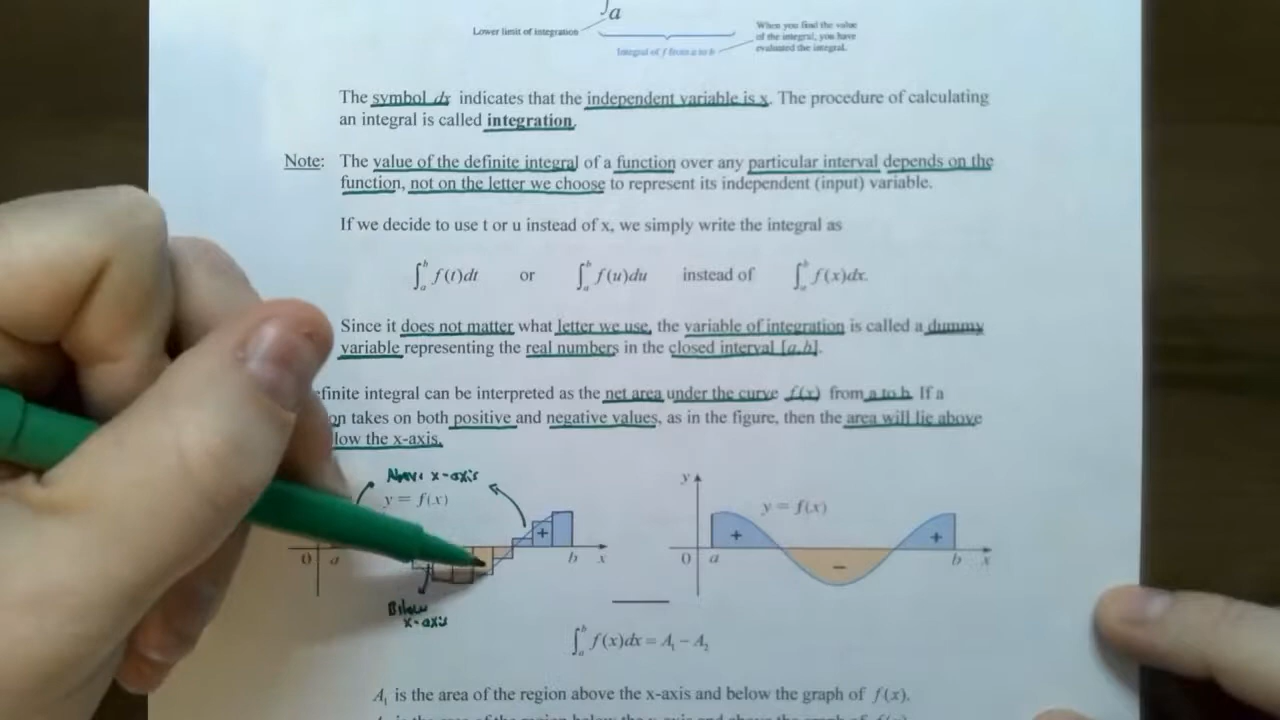 ∫a
Lower limit of integration
When you find the value
of the integral, you have
evaluated the integral.
Integral of f from a to b
The symbol dx indicates that the independent variable is x. The procedure of calculating
an integral is called integration.
Note: The value of the definite integral of a function over any particular interval depends on the
function, not on the letter we choose to represent its independent (input) variable.
If we decide to use t or u instead of x, we simply write the integral as
∫ₐᵇ f(t)dt or ∫ₐᵇ f(u)du instead of ∫ₐᵇ f(x)dx.
Since it does not matter what letter we use, the variable of integration is called a dummy
variable representing the real numbers in the closed interval [a,b].
finite integral can be interpreted as the net area under the curve f(x) from a to b. If a
on takes on both positive and negative values, as in the figure, then the area will lie above
low the x-axis.
Above x-axis
y = f(x)
+
0 a b x
Below
x-axis
y
y = f(x)
+ +
0 a b x
−
∫ₐᵇ f(x)dx = A₁ − A₂
A₁ is the area of the region above the x-axis and below the graph of f(x).